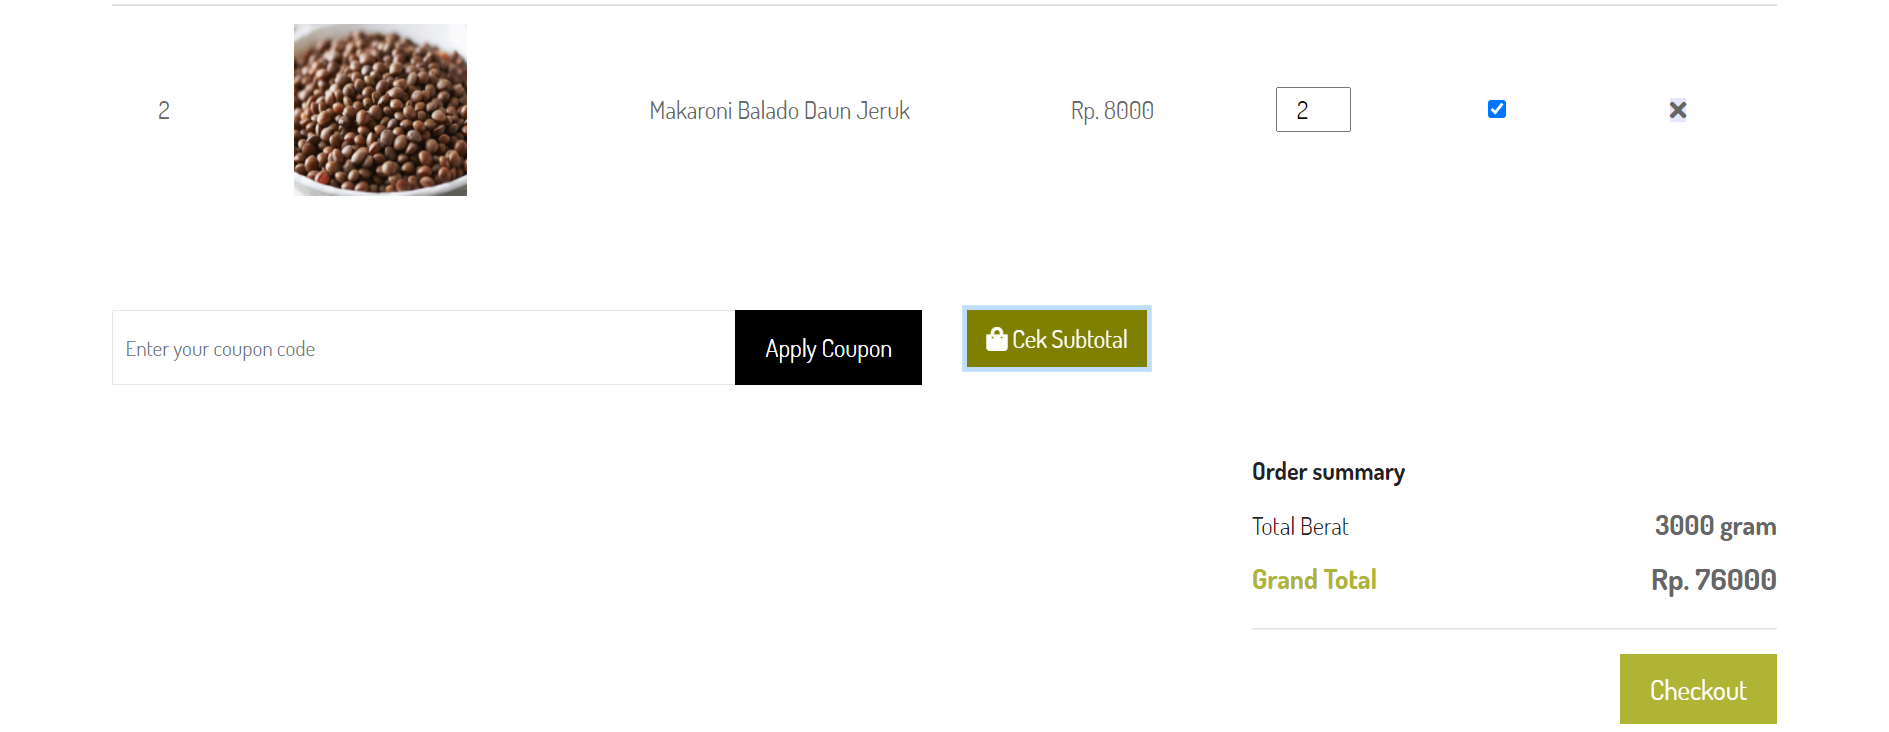 2 Makaroni Balado Daun Jeruk Rp. 8000 2
Enter your coupon code Apply Coupon Cek Subtotal
Order summary
Total Berat 3000 gram
Grand Total Rp. 76000
Checkout